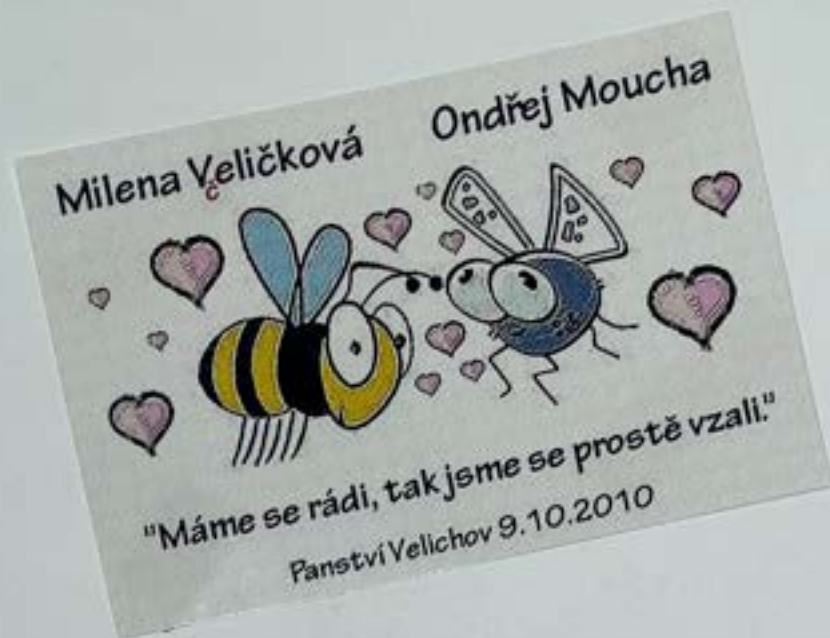 Milena Veličková
č
Ondřej Moucha
"Máme se rádi, tak jsme se prostě vzali."
Panství Velichov 9.10.2010